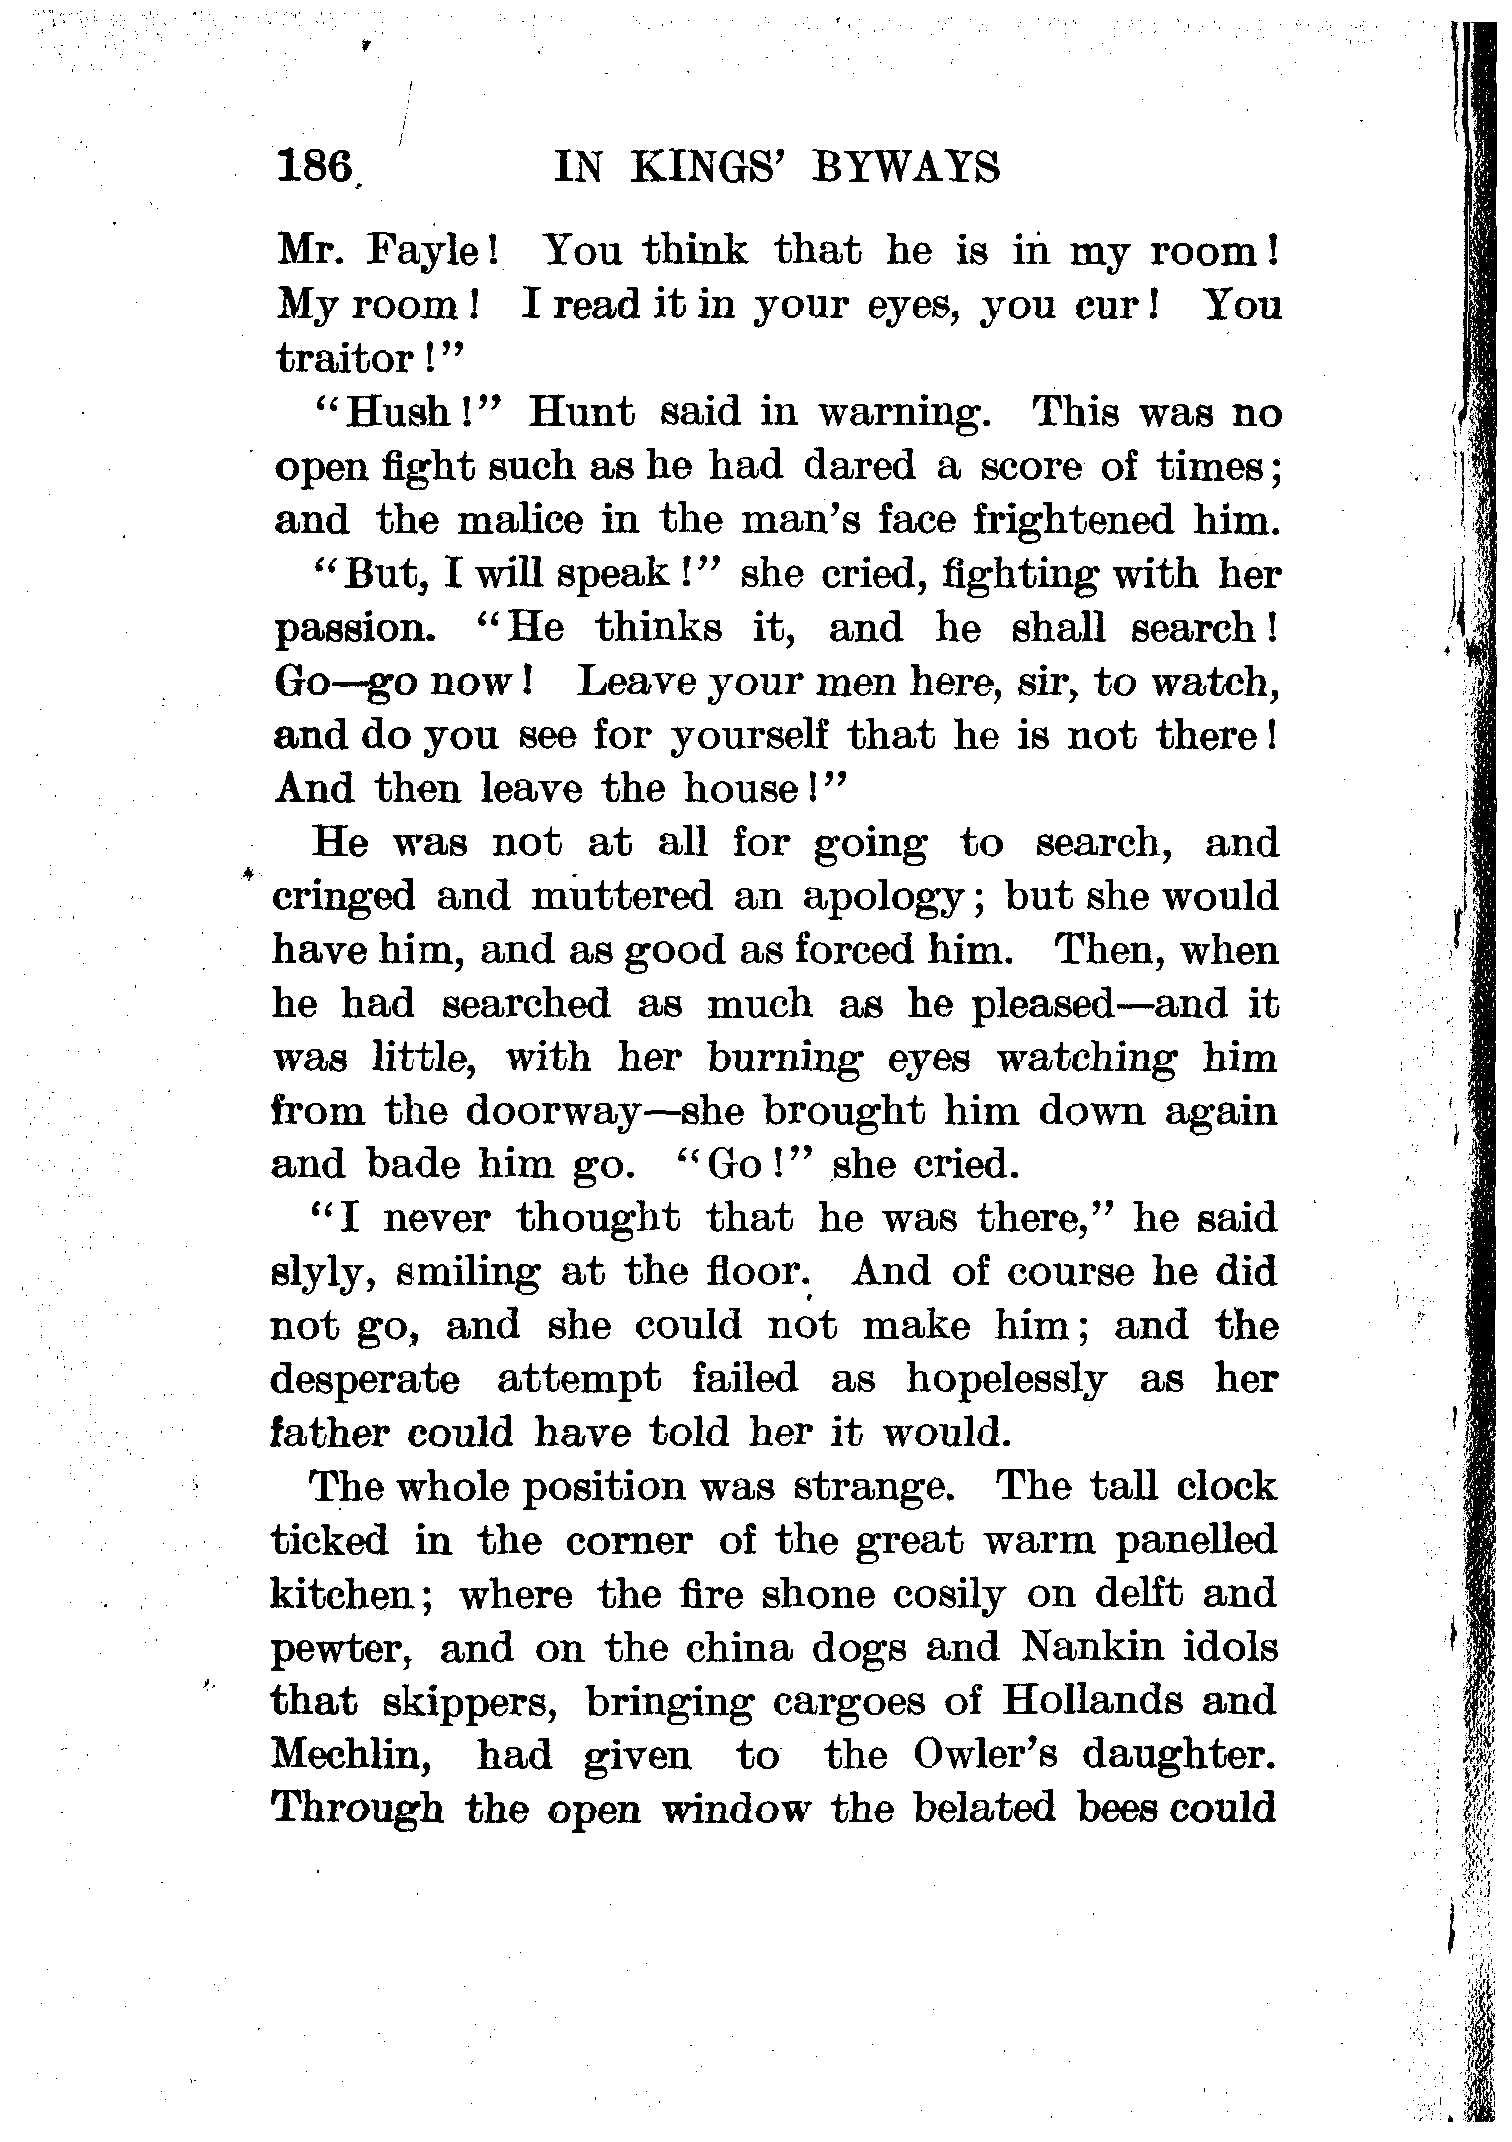 186 IN KINGS' BYWAYS
Mr. Fayle! You think that he is in my room!
My room! I read it in your eyes, you cur! You
traitor!"
"Hush!" Hunt said in warning. This was no
open fight such as he had dared a score of times;
and the malice in the man's face frightened him.
"But, I will speak!" she cried, fighting with her
passion. "He thinks it, and he shall search!
Go—go now! Leave your men here, sir, to watch,
and do you see for yourself that he is not there!
And then leave the house!"
He was not at all for going to search, and
cringed and muttered an apology; but she would
have him, and as good as forced him. Then, when
he had searched as much as he pleased—and it
was little, with her burning eyes watching him
from the doorway—she brought him down again
and bade him go. "Go!" she cried.
"I never thought that he was there," he said
slyly, smiling at the floor. And of course he did
not go, and she could not make him; and the
desperate attempt failed as hopelessly as her
father could have told her it would.
The whole position was strange. The tall clock
ticked in the corner of the great warm panelled
kitchen; where the fire shone cosily on delft and
pewter, and on the china dogs and Nankin idols
that skippers, bringing cargoes of Hollands and
Mechlin, had given to the Owler's daughter.
Through the open window the belated bees could